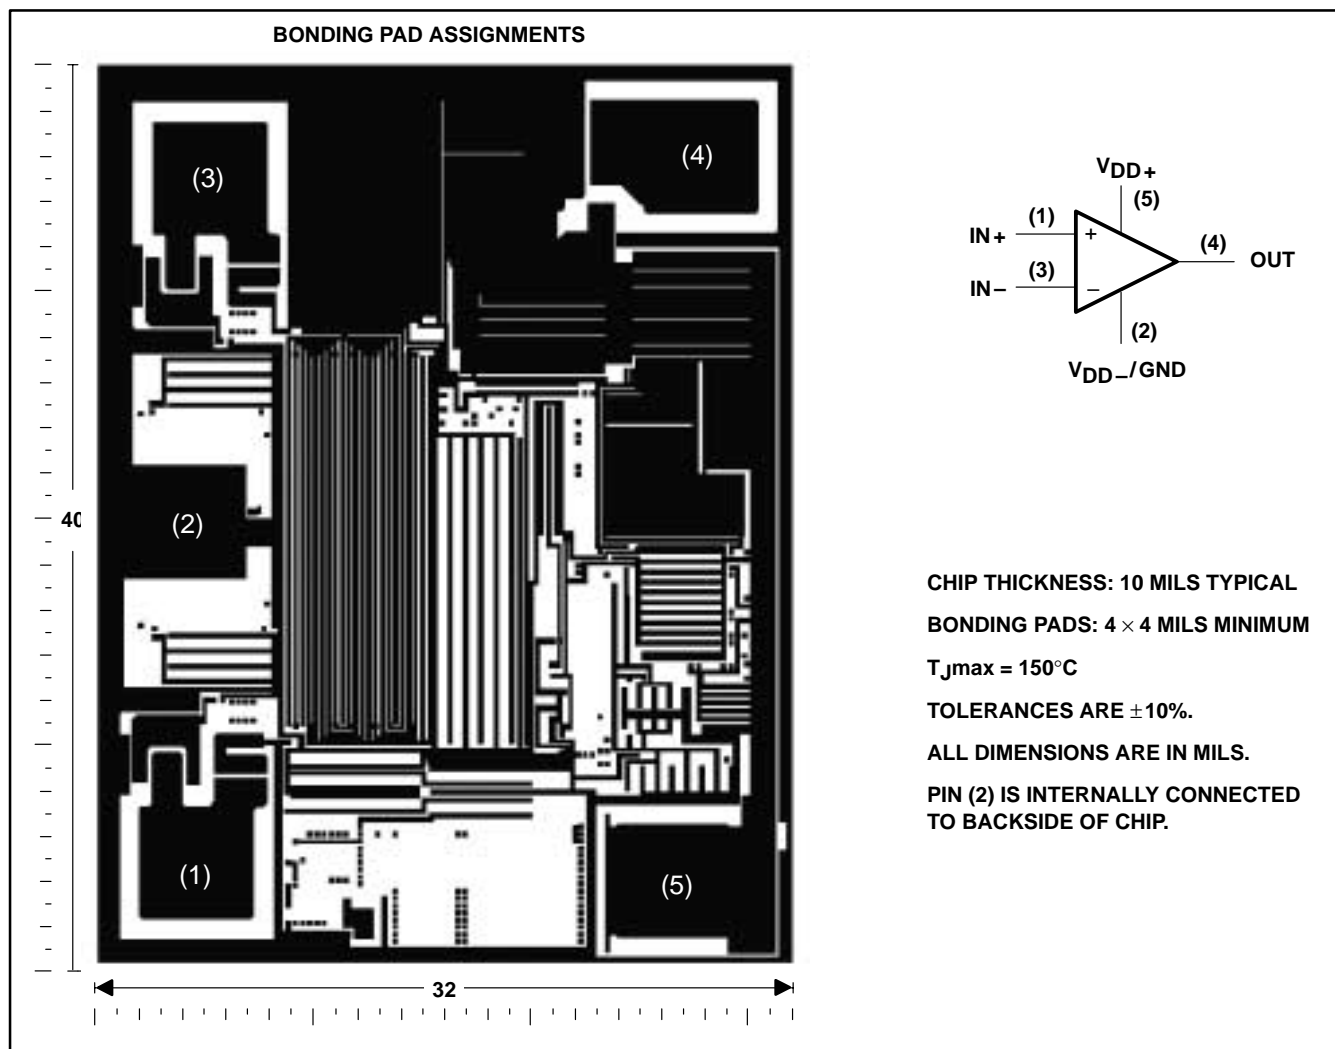 BONDING PAD ASSIGNMENTS
(3)
(4)
(2)
(1)
(5)
40
32
VDD+
(5)
(1)
IN+
+
(4)
OUT
(3)
IN−
−
(2)
VDD−/GND
CHIP THICKNESS: 10 MILS TYPICAL
BONDING PADS: 4 × 4 MILS MINIMUM
TJmax = 150°C
TOLERANCES ARE ±10%.
ALL DIMENSIONS ARE IN MILS.
PIN (2) IS INTERNALLY CONNECTED
TO BACKSIDE OF CHIP.